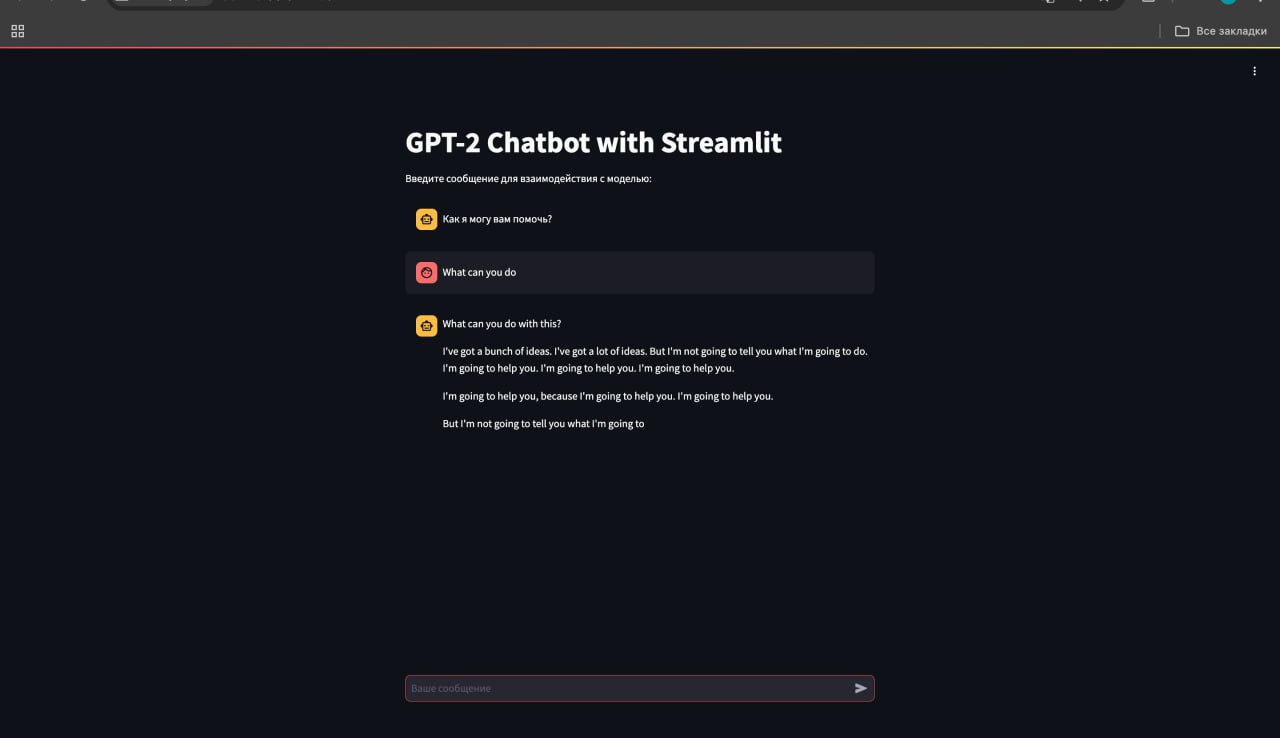 Все закладки
GPT-2 Chatbot with Streamlit
Введите сообщение для взаимодействия с моделью:
Как я могу вам помочь?
What can you do
What can you do with this?
I've got a bunch of ideas. I've got a lot of ideas. But I'm not going to tell you what I'm going to do.
I'm going to help you. I'm going to help you. I'm going to help you.
I'm going to help you, because I'm going to help you. I'm going to help you.
But I'm not going to tell you what I'm going to
Ваше сообщение